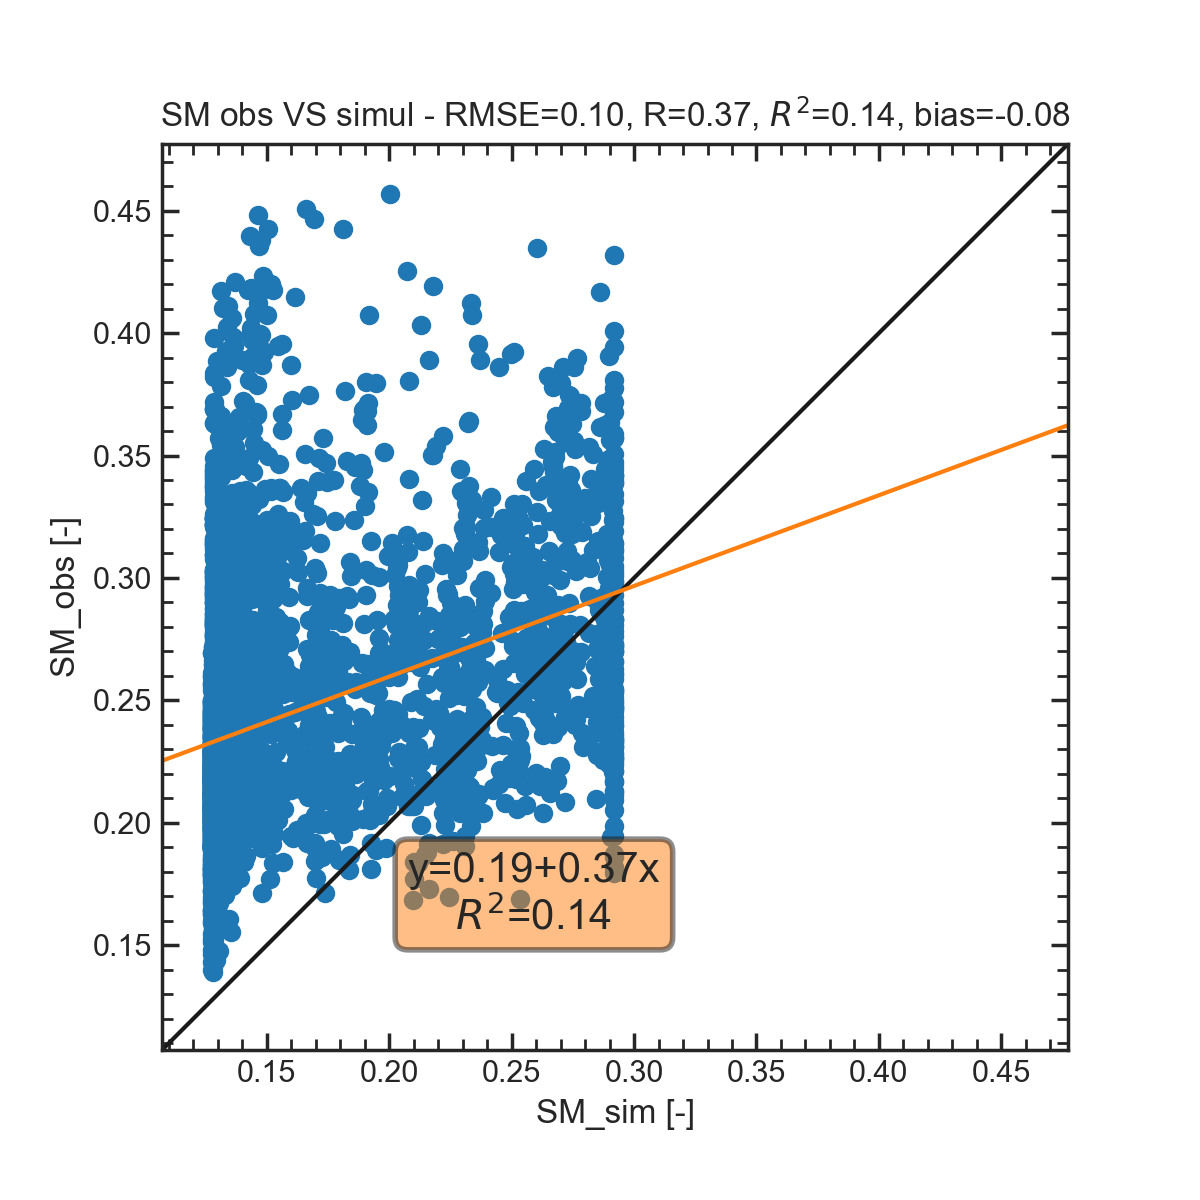 SM obs VS simul - RMSE=0.10, R=0.37, R²=0.14, bias=-0.08
0.45
0.40
0.35
0.30
0.25
0.20
0.15
SM_obs [-]
y=0.19+0.37x
R²=0.14
0.15 0.20 0.25 0.30 0.35 0.40 0.45
SM_sim [-]